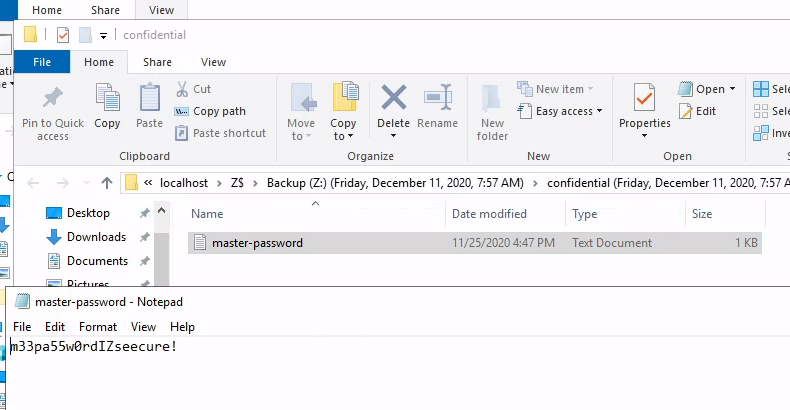 Home Share View
confidential
File Home Share View
Pin to Quick access
Copy
Paste
Cut
Copy path
Paste shortcut
Clipboard
Move to
Copy to
Delete
Rename
Organize
New folder
New item
Easy access
New
Properties
Open
Edit
Open
« localhost › Z$ › Backup (Z:) (Friday, December 11, 2020, 7:57 AM) › confidential (Friday, December 11, 2020, 7:57
Desktop
Downloads
Documents
Pictures
Name Date modified Type Size
master-password 11/25/2020 4:47 PM Text Document 1 KB
master-password - Notepad
File Edit Format View Help
m33pa55w0rdIZseecure!